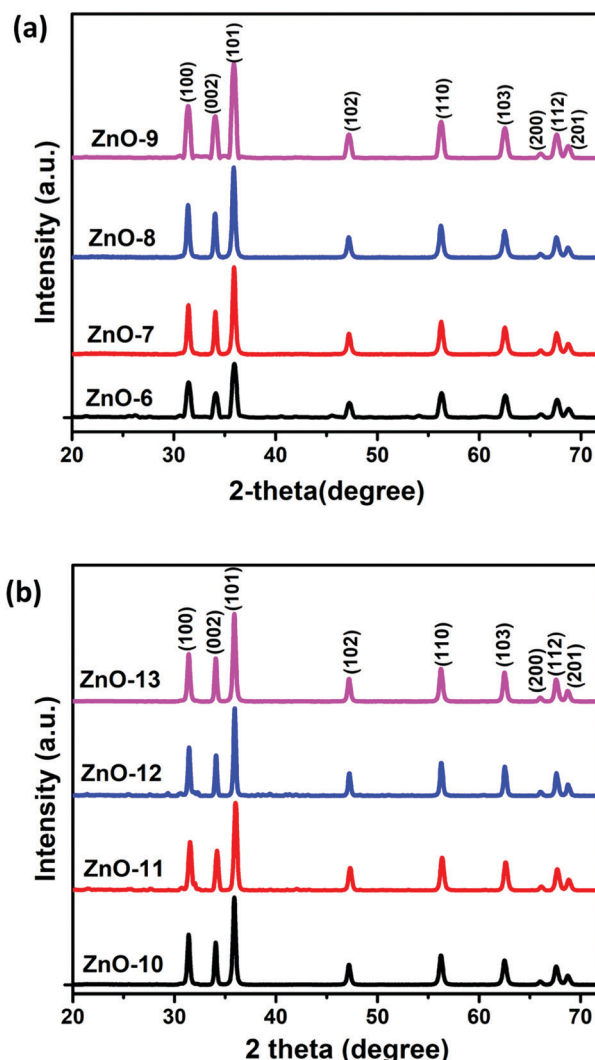 (a)
(100)
(002)
(101)
(102)
(110)
(103)
(200)
(112)
(201)
ZnO-9
ZnO-8
ZnO-7
ZnO-6
Intensity (a.u.)
20 30 40 50 60 70
2-theta(degree)
(b)
(100)
(002)
(101)
(102)
(110)
(103)
(200)
(112)
(201)
ZnO-13
ZnO-12
ZnO-11
ZnO-10
Intensity (a.u.)
20 30 40 50 60 70
2 theta (degree)